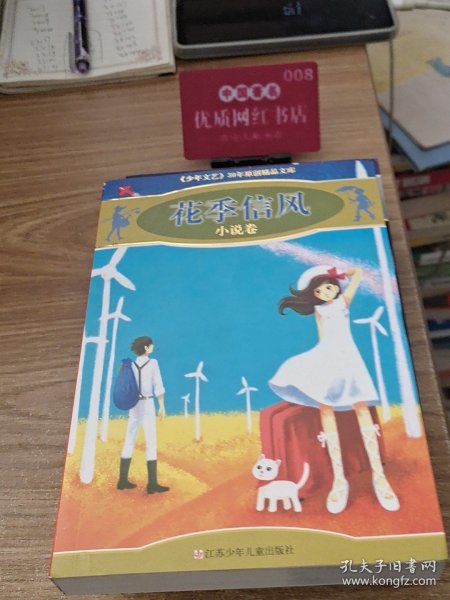 008
中国书业
优质网红书店
《少年文艺》30年原创精品文库
花季信风
小说卷
江苏少年儿童出版社
孔夫子旧书网
www.kongfz.com